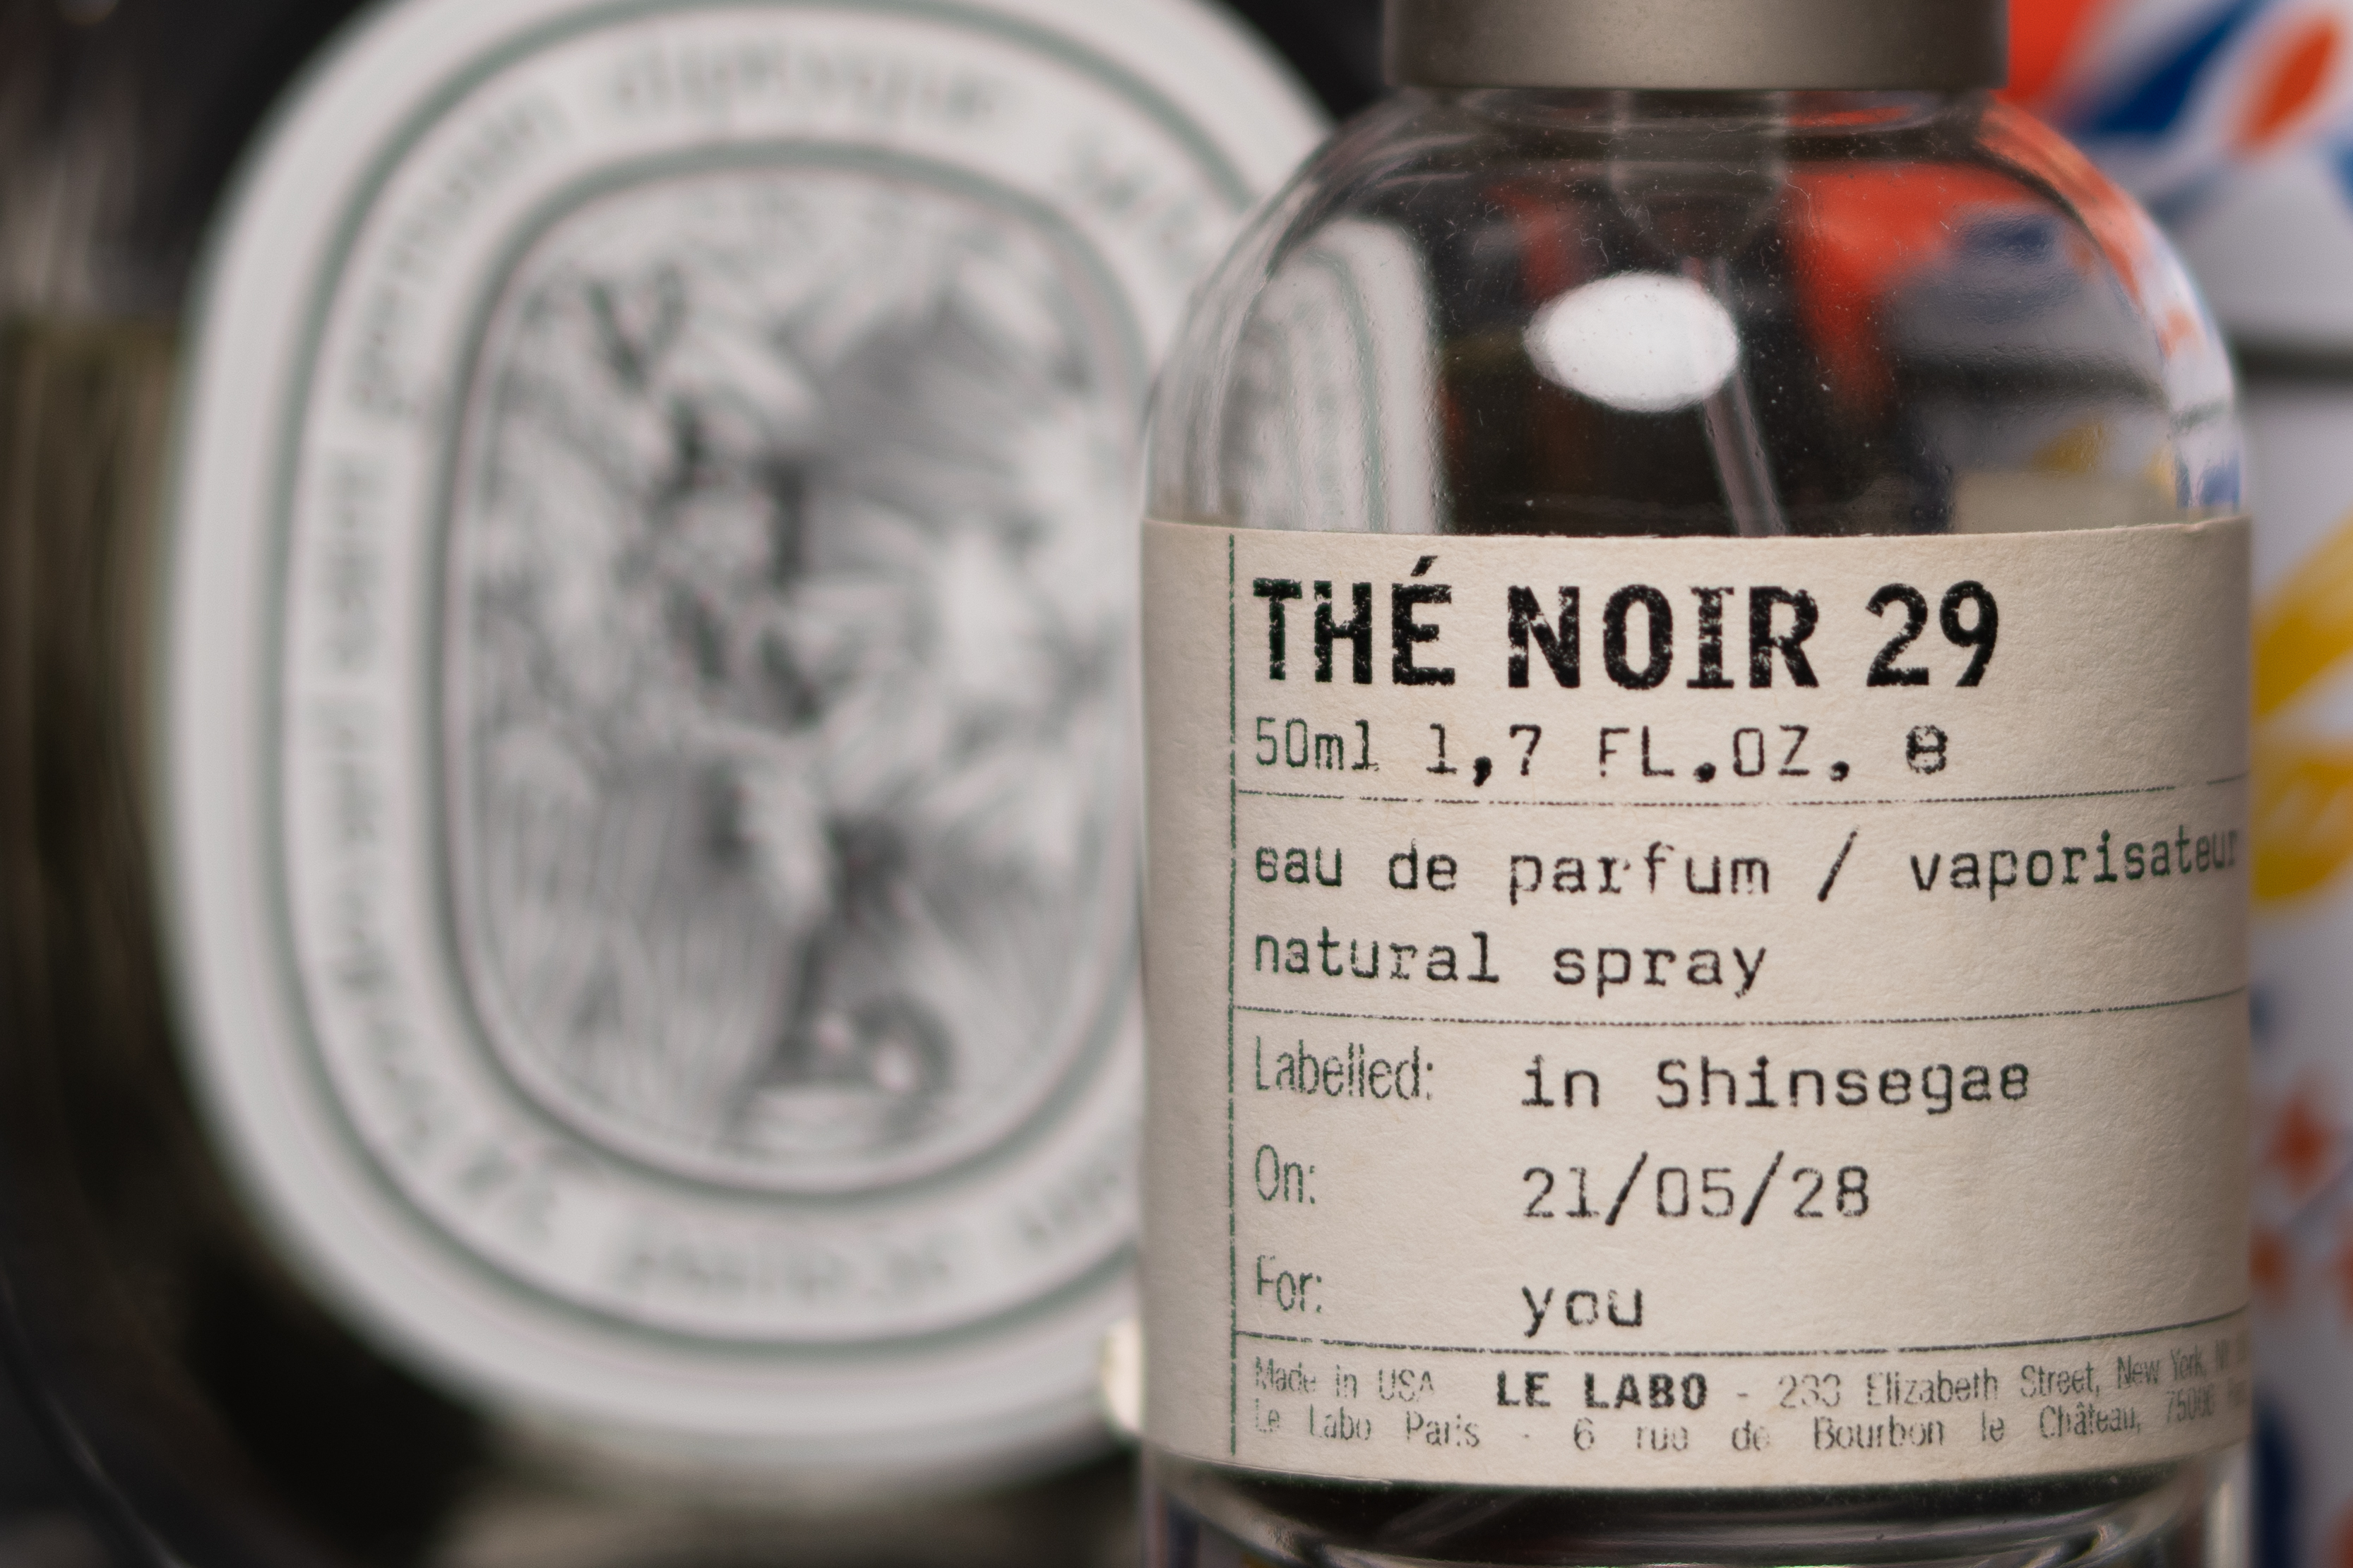 THÉ NOIR 29
50ml 1,7 FL.OZ. e
eau de parfum / vaporisateur
natural spray
Labelled: in Shinsegae
On: 21/05/28
For: you
Made in USA LE LABO - 233 Elizabeth Street, New York,
Le Labo Paris - 6 rue de Bourbon le Château,
diptyque